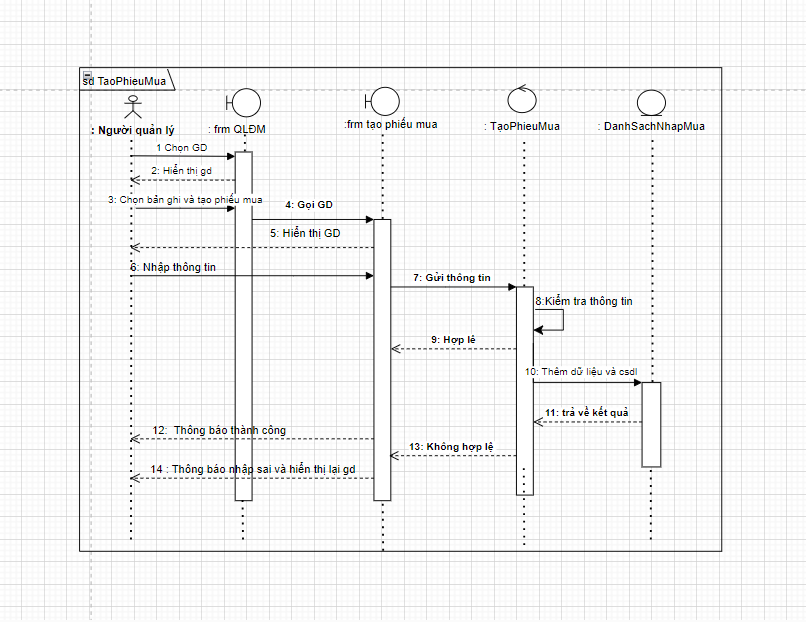 sd TaoPhieuMua
: Người quản lý
: frm QLĐM
:frm tạo phiếu mua
: TạoPhieuMua
: DanhSachNhapMua
1 Chọn GD
2: Hiển thị gd
3: Chọn bản ghi và tạo phiếu mua
4: Gọi GD
5: Hiển thị GD
6: Nhập thông tin
7: Gửi thông tin
8:Kiểm tra thông tin
9: Hợp lê
10: Thêm dữ liệu và csdl
11: trả về kết quả
12: Thông báo thành công
13: Không hợp lệ
14 : Thông báo nhập sai và hiển thị lại gd